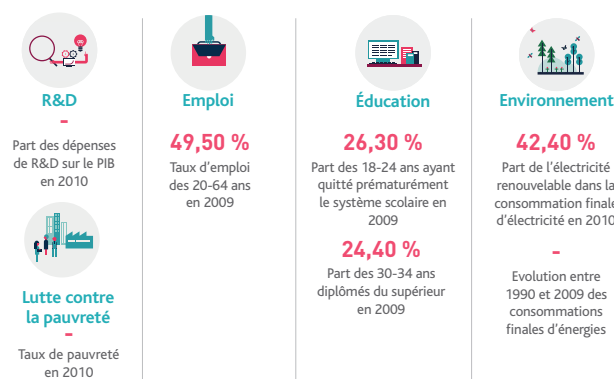 R&D
-
Part des dépenses
de R&D sur le PIB
en 2010
Lutte contre
la pauvreté
-
Taux de pauvreté
en 2010
Emploi
49,50 %
Taux d'emploi
des 20-64 ans
en 2009
Éducation
26,30 %
Part des 18-24 ans ayant
quitté prématurément
le système scolaire en
2009
24,40 %
Part des 30-34 ans
diplômés du supérieur
en 2009
Environnement
42,40 %
Part de l'électricité
renouvelable dans la
consommation finale
d'électricité en 2010
-
Evolution entre
1990 et 2009 des
consommations
finales d'énergies